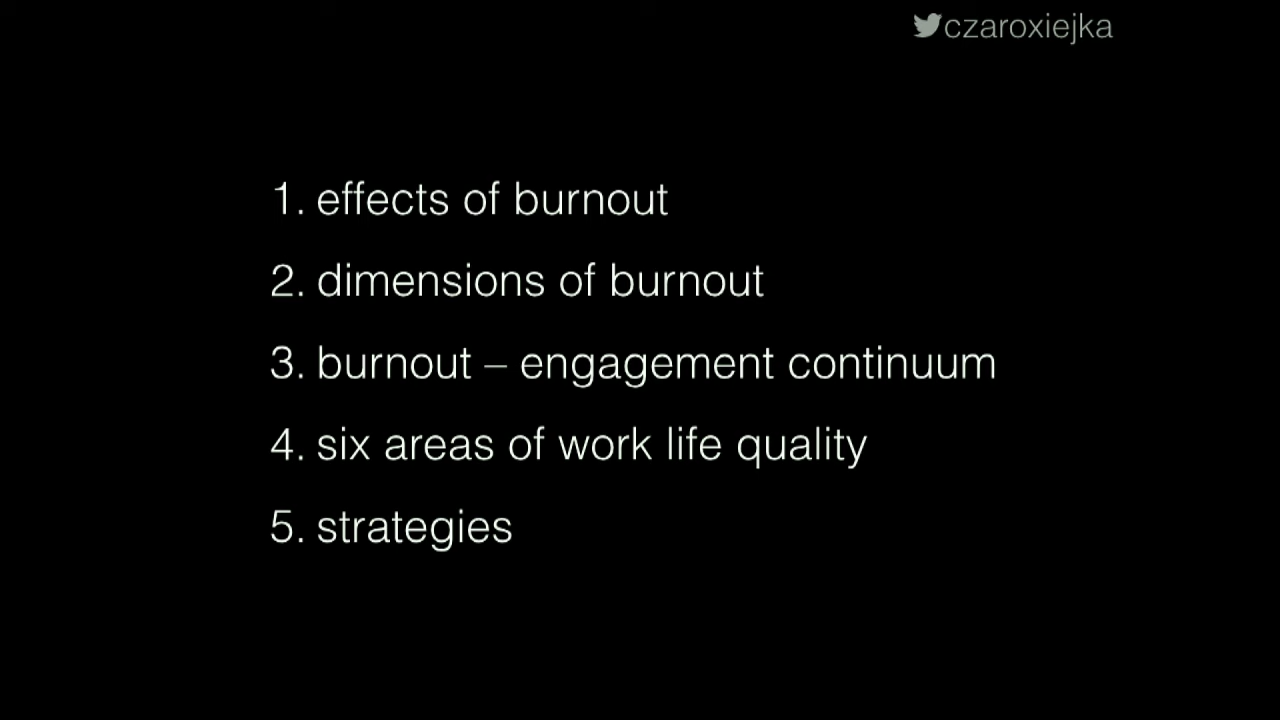 czaroxiejka
1. effects of burnout
2. dimensions of burnout
3. burnout – engagement continuum
4. six areas of work life quality
5. strategies